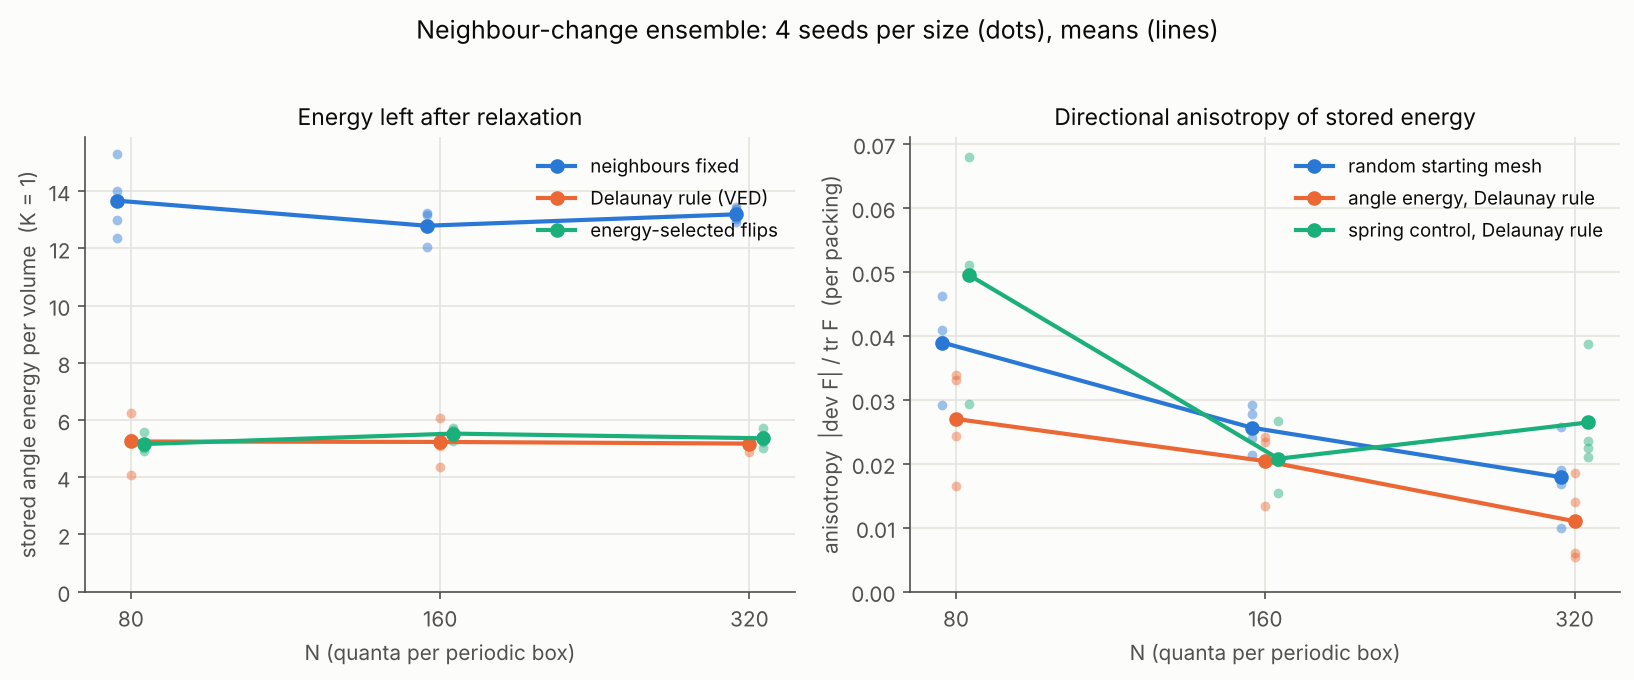 Neighbour-change ensemble: 4 seeds per size (dots), means (lines)
Energy left after relaxation
stored angle energy per volume (K = 1)
14
12
10
8
6
4
2
0
neighbours fixed
Delaunay rule (VED)
energy-selected flips
80
160
320
N (quanta per periodic box)
Directional anisotropy of stored energy
anisotropy |dev F| / tr F (per packing)
0.07
0.06
0.05
0.04
0.03
0.02
0.01
0.00
random starting mesh
angle energy, Delaunay rule
spring control, Delaunay rule
80
160
320
N (quanta per periodic box)